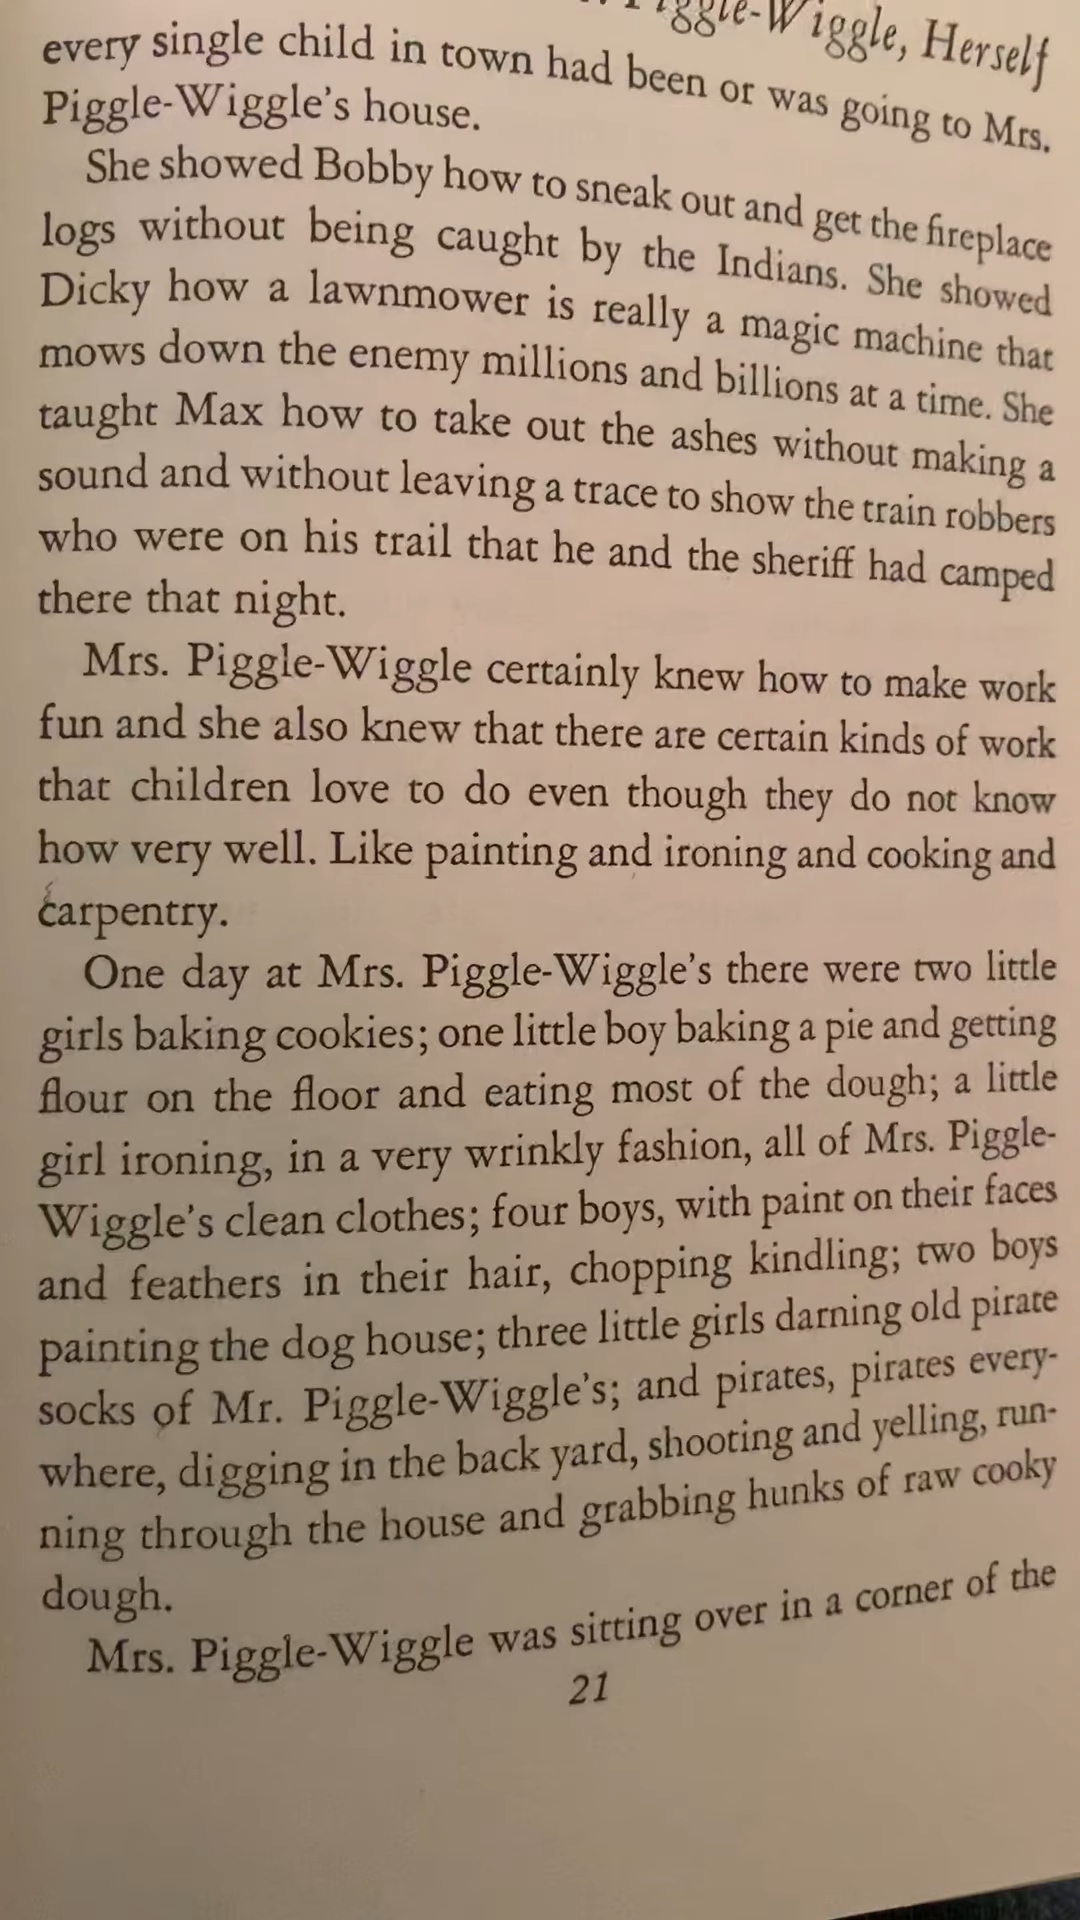 Piggle-Wiggle, Herself
every single child in town had been or was going to Mrs.
Piggle-Wiggle's house.
She showed Bobby how to sneak out and get the fireplace
logs without being caught by the Indians. She showed
Dicky how a lawnmower is really a magic machine that
mows down the enemy millions and billions at a time. She
taught Max how to take out the ashes without making a
sound and without leaving a trace to show the train robbers
who were on his trail that he and the sheriff had camped
there that night.
Mrs. Piggle-Wiggle certainly knew how to make work
fun and she also knew that there are certain kinds of work
that children love to do even though they do not know
how very well. Like painting and ironing and cooking and
carpentry.
One day at Mrs. Piggle-Wiggle's there were two little
girls baking cookies; one little boy baking a pie and getting
flour on the floor and eating most of the dough; a little
girl ironing, in a very wrinkly fashion, all of Mrs. Piggle-
Wiggle's clean clothes; four boys, with paint on their faces
and feathers in their hair, chopping kindling; two boys
painting the dog house; three little girls darning old pirate
socks of Mr. Piggle-Wiggle's; and pirates, pirates every-
where, digging in the back yard, shooting and yelling, run-
ning through the house and grabbing hunks of raw cooky
dough.
Mrs. Piggle-Wiggle was sitting over in a corner of the
21